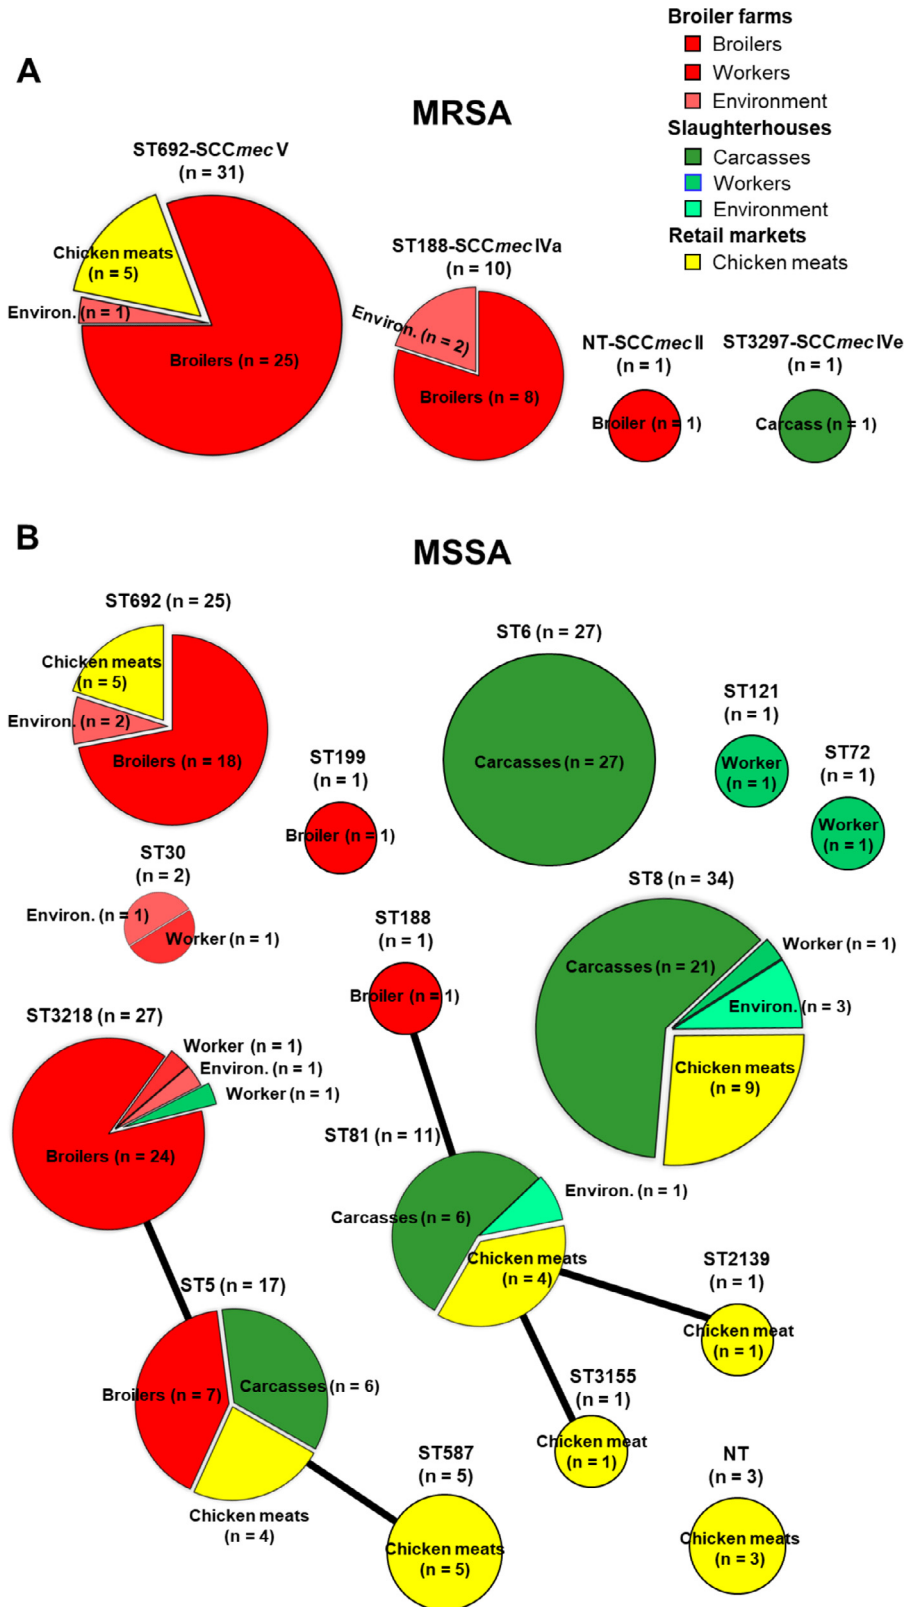 Broiler farms
Broilers
Workers
Environment
Slaughterhouses
Carcasses
Workers
Environment
Retail markets
Chicken meats
A
MRSA
ST692-SCCmec V
(n = 31)
Chicken meats
(n = 5)
Environ. (n = 1)
Broilers (n = 25)
ST188-SCCmec IVa
(n = 10)
Environ. (n = 2)
Broilers (n = 8)
NT-SCCmec II
(n = 1)
Broiler (n = 1)
ST3297-SCCmec IVe
(n = 1)
Carcass (n = 1)
B
MSSA
ST692 (n = 25)
Chicken meats
(n = 5)
Environ. (n = 2)
Broilers (n = 18)
ST199
(n = 1)
Broiler (n = 1)
ST6 (n = 27)
Carcasses (n = 27)
ST121
(n = 1)
Worker
(n = 1)
ST72
(n = 1)
Worker
(n = 1)
ST30
(n = 2)
Environ. (n = 1)
Worker (n = 1)
ST188
(n = 1)
Broiler (n = 1)
ST8 (n = 34)
Carcasses (n = 21)
Worker (n = 1)
Environ. (n = 3)
Chicken meats
(n = 9)
ST3218 (n = 27)
Worker (n = 1)
Environ. (n = 1)
Worker (n = 1)
Broilers (n = 24)
ST81 (n = 11)
Carcasses (n = 6)
Environ. (n = 1)
Chicken meats
(n = 4)
ST2139
(n = 1)
Chicken meat
(n = 1)
ST5 (n = 17)
Broilers (n = 7)
Carcasses (n = 6)
Chicken meats
(n = 4)
ST3155
(n = 1)
Chicken meat
(n = 1)
ST587
(n = 5)
Chicken meats
(n = 5)
NT
(n = 3)
Chicken meats
(n = 3)